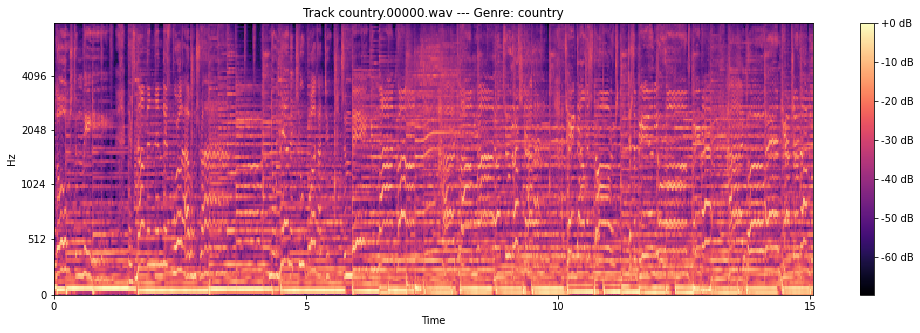 Track country.00000.wav --- Genre: country
Hz
4096
2048
1024
512
0
0
5
10
15
Time
+0 dB
-10 dB
-20 dB
-30 dB
-40 dB
-50 dB
-60 dB